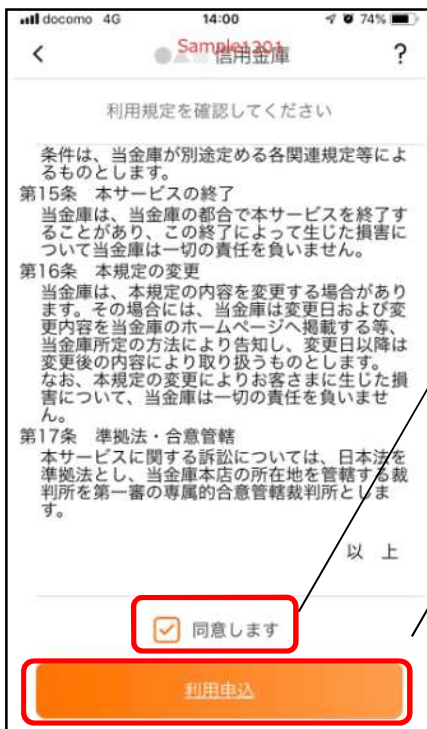 docomo 4G 14:00 74%
Sample1301
信用金庫
?
利用規定を確認してください
条件は、当金庫が別途定める各関連規定等によ
るものとします。
第15条 本サービスの終了
当金庫は、当金庫の都合で本サービスを終了す
ることがあり、この終了によって生じた損害に
ついて当金庫は一切の責任を負いません。
第16条 本規定の変更
当金庫は、本規定の内容を変更する場合があり
ます。その場合には、当金庫は変更日および変
更内容を当金庫のホームページへ掲載する等、
当金庫所定の方法により告知し、変更日以降は
変更後の内容により取り扱うものとします。
なお、本規定の変更によりお客さまに生じた損
害について、当金庫は一切の責任を負いませ
ん。
第17条 準拠法・合意管轄
本サービスに関する訴訟については、日本法を
準拠法とし、当金庫本店の所在地を管轄する裁
判所を第一審の専属的合意管轄裁判所としま
す。
以 上
同意します
利用申込